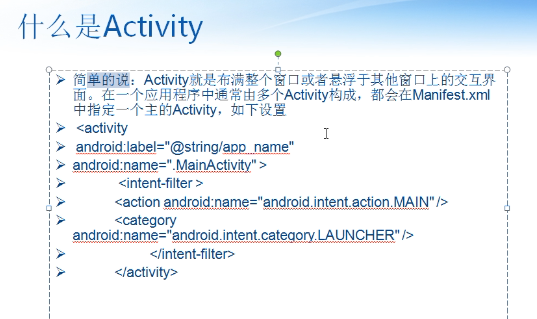 什么是Activity
简单的说：Activity就是布满整个窗口或者悬浮于其他窗口上的交互界
面。在一个应用程序中通常由多个Activity构成，都会在Manifest.xml
中指定一个主的Activity，如下设置
<activity
android:label="@string/app_name"
android:name=".MainActivity" >
<intent-filter >
<action android:name="android.intent.action.MAIN" />
<category
android:name="android.intent.category.LAUNCHER" />
</intent-filter>
</activity>